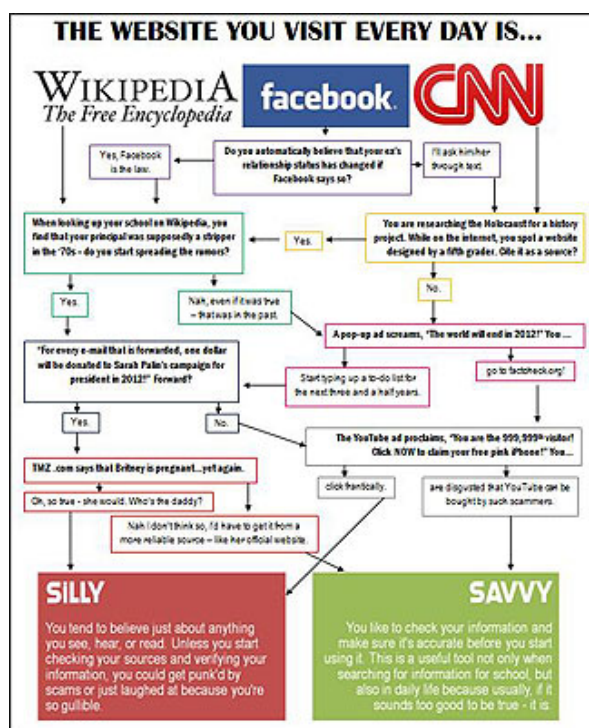 THE WEBSITE YOU VISIT EVERY DAY IS...
WIKIPEDIA
The Free Encyclopedia
facebook.
CNN
Do you automatically believe that your ex's
relationship status has changed if
Facebook says so?
Yes, Facebook
is the law.
I'll ask him/her
through text.
When looking up your school on Wikipedia, you
find that your principal was supposedly a stripper
in the '70s - do you start spreading the rumors?
Yes.
You are researching the Holocaust for a history
project. While on the internet, you spot a website
designed by a fifth grader. Cite it as a source?
Yes.
Nah, even if it was true
– that was in the past.
No.
A pop-up ad screams, "The world will end in 2012!" You ...
"For every e-mail that is forwarded, one dollar
will be donated to Sarah Palin's campaign for
president in 2012!" Forward?
Start typing up a to-do list for
the next three and a half years.
go to factcheck.org!
Yes.
No.
The YouTube ad proclaims, "You are the 999,999th visitor!
Click NOW to claim your free pink iPhone!" You...
TMZ .com says that Britney is pregnant...yet again.
click frantically.
are disgusted that YouTube can be
bought by such scammers.
Oh, so true - she would. Who's the daddy?
Nah I don't think so, I'd have to get it from a
more reliable source – like her official website.
SiLLY
You tend to believe just about anything
you see, hear, or read. Unless you start
checking your sources and verifying your
information, you could get punk'd by
scams or just laughed at because you're
so gullible.
SAVVY
You like to check your information and
make sure it's accurate before you start
using it. This is a useful tool not only when
searching for information for school, but
also in daily life because usually, if it
sounds too good to be true - it is.